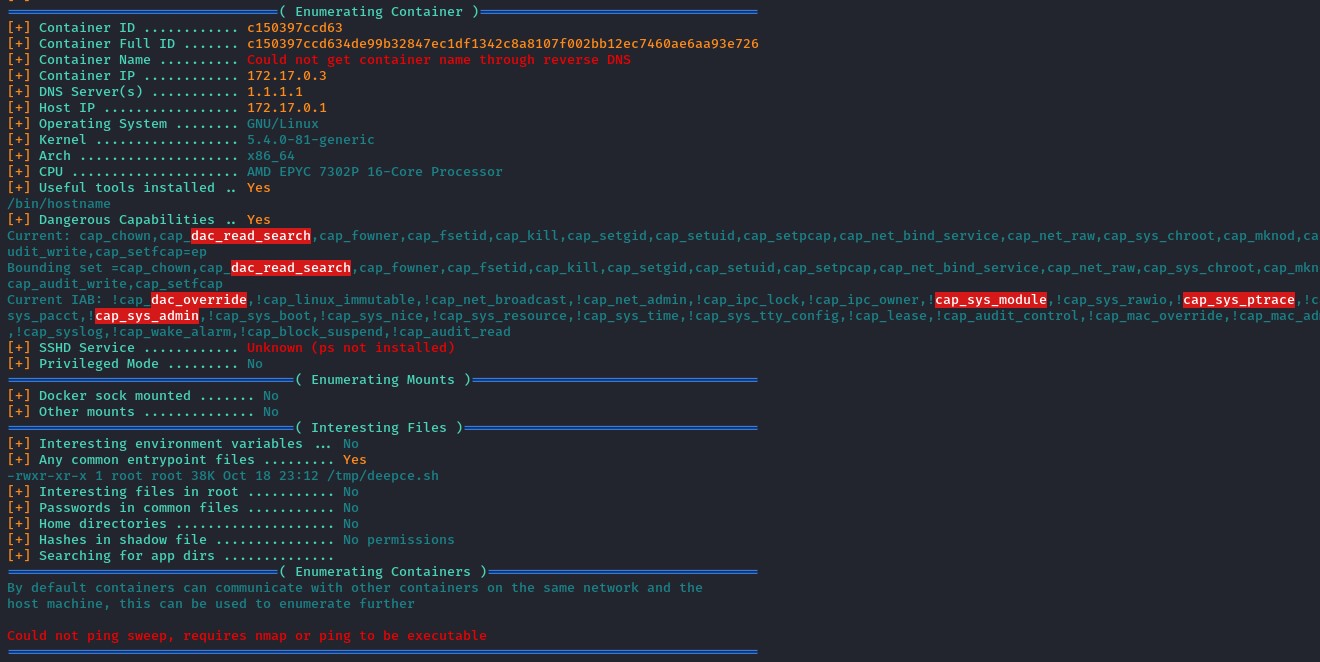 ( Enumerating Container )
[+] Container ID ............ c150397ccd63
[+] Container Full ID ....... c150397ccd634de99b32847ec1df1342c8a8107f002bb12ec7460ae6aa93e726
[+] Container Name .......... Could not get container name through reverse DNS
[+] Container IP ............ 172.17.0.3
[+] DNS Server(s) ........... 1.1.1.1
[+] Host IP ................. 172.17.0.1
[+] Operating System ........ GNU/Linux
[+] Kernel .................. 5.4.0-81-generic
[+] Arch .................... x86_64
[+] CPU ..................... AMD EPYC 7302P 16-Core Processor
[+] Useful tools installed .. Yes
/bin/hostname
[+] Dangerous Capabilities .. Yes
Current: cap_chown,cap_dac_read_search,cap_fowner,cap_fsetid,cap_kill,cap_setgid,cap_setuid,cap_setpcap,cap_net_bind_service,cap_net_raw,cap_sys_chroot,cap_mknod,ca
udit_write,cap_setfcap=ep
Bounding set =cap_chown,cap_dac_read_search,cap_fowner,cap_fsetid,cap_kill,cap_setgid,cap_setuid,cap_setpcap,cap_net_bind_service,cap_net_raw,cap_sys_chroot,cap_mkn
cap_audit_write,cap_setfcap
Current IAB: !cap_dac_override,!cap_linux_immutable,!cap_net_broadcast,!cap_net_admin,!cap_ipc_lock,!cap_ipc_owner,!cap_sys_module,!cap_sys_rawio,!cap_sys_ptrace,!c
sys_pacct,!cap_sys_admin,!cap_sys_boot,!cap_sys_nice,!cap_sys_resource,!cap_sys_time,!cap_sys_tty_config,!cap_lease,!cap_audit_control,!cap_mac_override,!cap_mac_ad
,!cap_syslog,!cap_wake_alarm,!cap_block_suspend,!cap_audit_read
[+] SSHD Service ............ Unknown (ps not installed)
[+] Privileged Mode ......... No
( Enumerating Mounts )
[+] Docker sock mounted ....... No
[+] Other mounts .............. No
( Interesting Files )
[+] Interesting environment variables ... No
[+] Any common entrypoint files ......... Yes
-rwxr-xr-x 1 root root 38K Oct 18 23:12 /tmp/deepce.sh
[+] Interesting files in root ........... No
[+] Passwords in common files ........... No
[+] Home directories .................... No
[+] Hashes in shadow file ............... No permissions
[+] Searching for app dirs ..............
( Enumerating Containers )
By default containers can communicate with other containers on the same network and the
host machine, this can be used to enumerate further
Could not ping sweep, requires nmap or ping to be executable